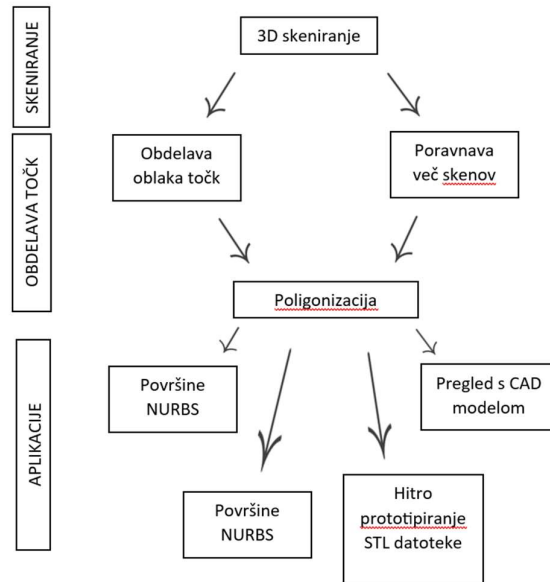 SKENIRANJE
3D skeniranje
OBDELAVA TOČK
Obdelava
oblaka točk
Poravnava
več skenov
Poligonizacija
APLIKACIJE
Površine
NURBS
Pregled s CAD
modelom
Površine
NURBS
Hitro
prototipiranje
STL datoteke